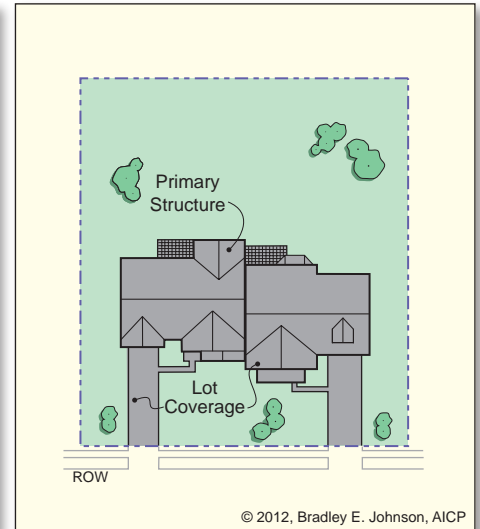 Primary
Structure
Lot
Coverage
ROW
© 2012, Bradley E. Johnson, AICP